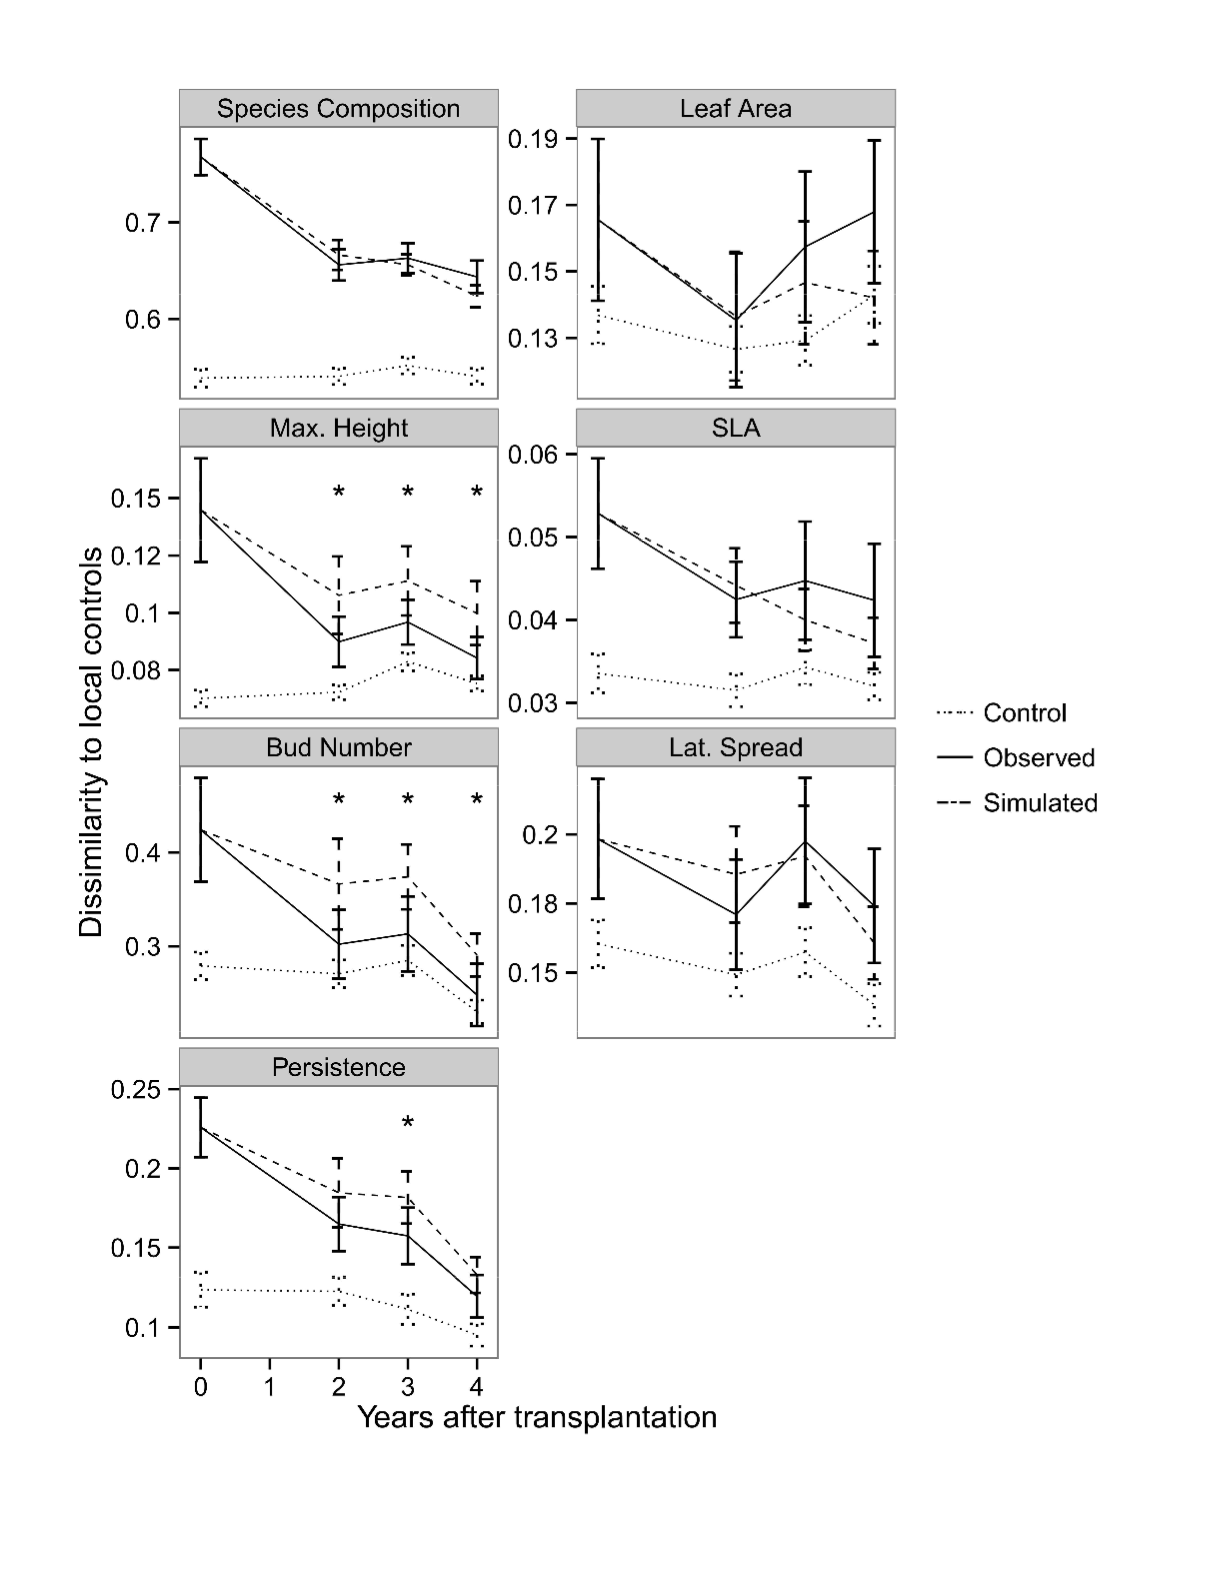 Species Composition
Leaf Area
0.7
0.6
0.19
0.17
0.15
0.13
Max. Height
SLA
0.15
0.12
0.1
0.08
* * *
0.06
0.05
0.04
0.03
Dissimilarity to local controls
Bud Number
Lat. Spread
0.4
0.3
* * *
0.2
0.18
0.15
Persistence
0.25
0.2
0.15
0.1
*
0 1 2 3 4
Years after transplantation
Control
Observed
Simulated